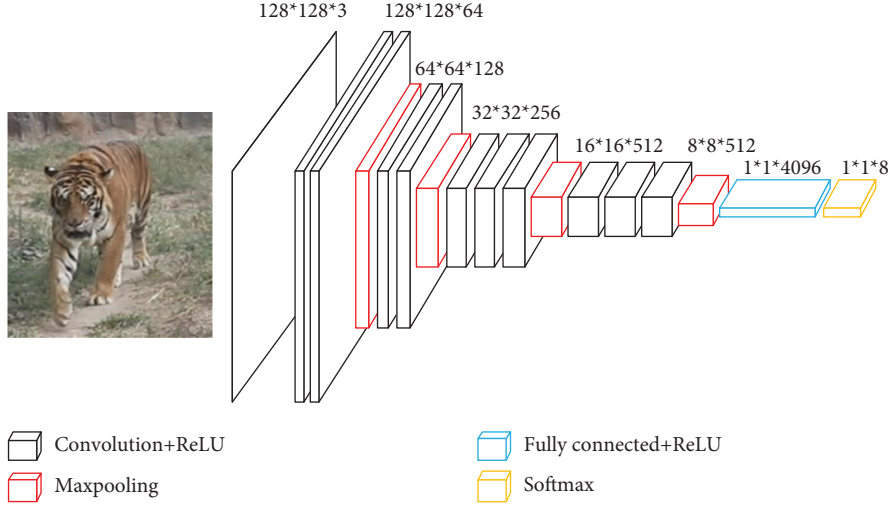 128*128*3
128*128*64
64*64*128
32*32*256
16*16*512
8*8*512
1*1*4096
1*1*8
Convolution+ReLU
Maxpooling
Fully connected+ReLU
Softmax